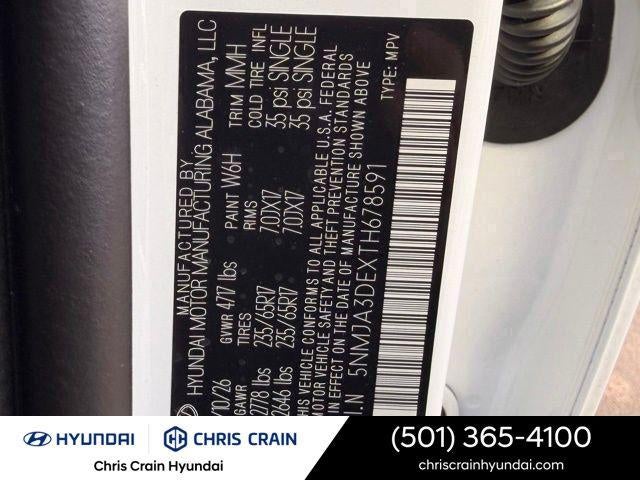 MANUFACTURED BY
HYUNDAI MOTOR MANUFACTURING ALABAMA, LLC
/10/26 GVWR 4717 lbs PAINT W6H TRIM MMH
GAWR TIRES RIMS COLD TIRE INFL
2778 lbs 235/65R17 7.0JX17 35 psi SINGLE
2646 lbs 235/65R17 7.0JX17 35 psi SINGLE
THIS VEHICLE CONFORMS TO ALL APPLICABLE U.S.A. FEDERAL
MOTOR VEHICLE SAFETY AND THEFT PREVENTION STANDARDS
IN EFFECT ON THE DATE OF MANUFACTURE SHOWN ABOVE
I.N 5NMJA3DEXTH678591 TYPE: MPV
HYUNDAI CHRIS CRAIN
Chris Crain Hyundai
(501) 365-4100
chriscrainhyundai.com